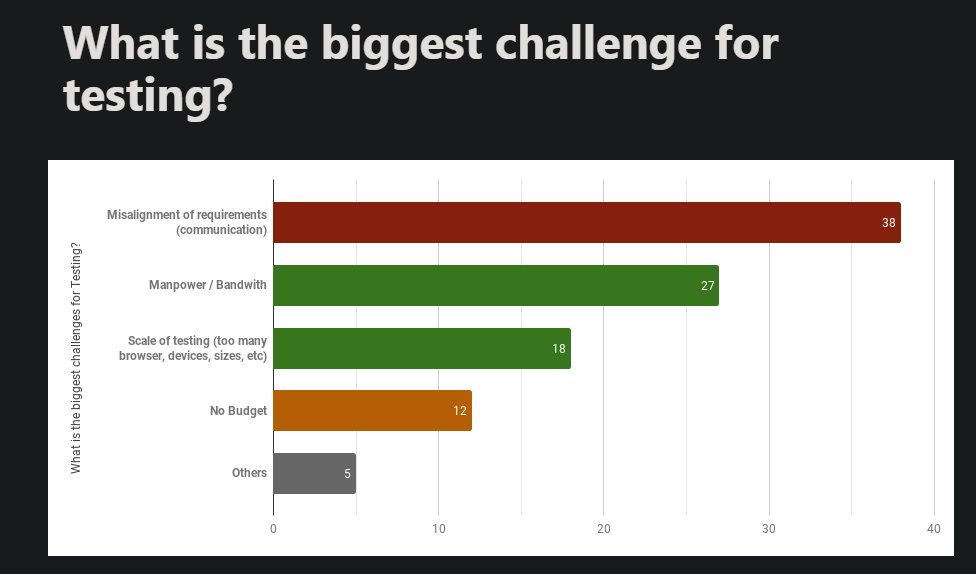 What is the biggest challenge for
testing?
What is the biggest challenges for Testing?
Misalignment of requirements
(communication)
38
Manpower / Bandwith
27
Scale of testing (too many
browser, devices, sizes, etc)
18
No Budget
12
Others
5
0 10 20 30 40